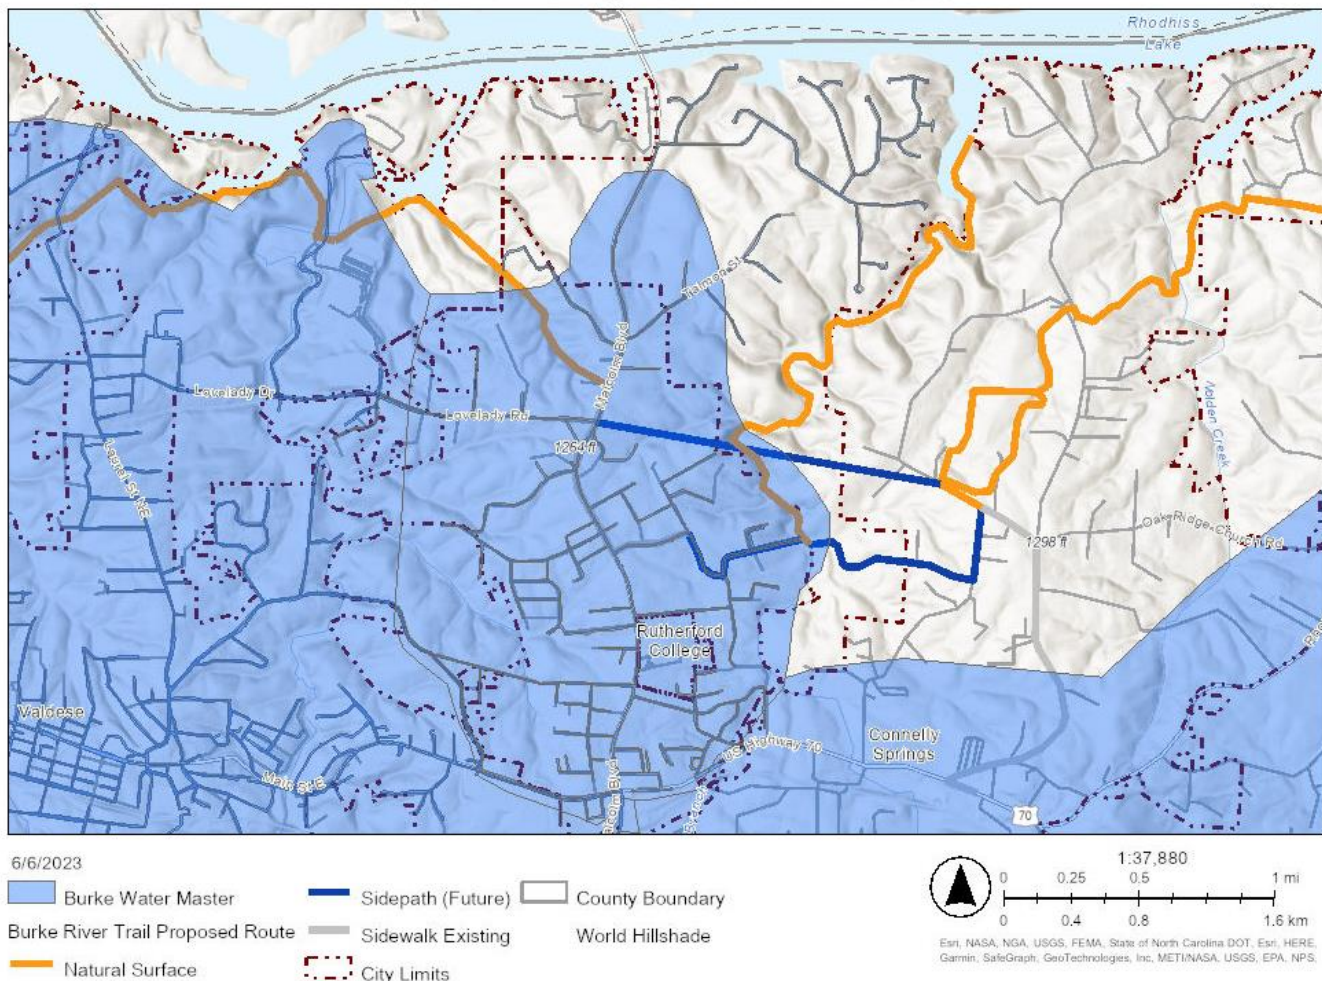 Rhodhiss
Lake
Talmon St
Malcolm Blvd
Lovelady Dr
Lovelady Rd
1264 ft
Laurel St NE
Oak Ridge Church Rd
1298 ft
Rutherford
College
Valdese
Main St E
US Highway 70
Connelly
Springs
70
6/6/2023
Burke Water Master
Burke River Trail Proposed Route
Natural Surface
Sidepath (Future)
Sidewalk Existing
City Limits
County Boundary
World Hillshade
1:37,880
0 0.25 0.5 1 mi
0 0.4 0.8 1.6 km
Esri, NASA, NGA, USGS, FEMA, State of North Carolina DOT, Esri, HERE,
Garmin, SafeGraph, GeoTechnologies, Inc, METI/NASA, USGS, EPA, NPS,